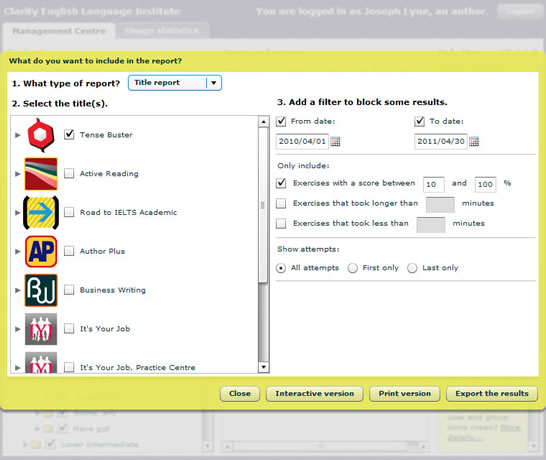 Clarity English Language Institute
You are logged in as Joseph Lyne, an author.
Logout
Management Centre
Usage statistics
What do you want to include in the report?
1. What type of report?
Title report
2. Select the title(s).
Tense Buster
Active Reading
Road to IELTS Academic
AP
Author Plus
BW
Business Writing
It's Your Job
It's Your Job, Practice Centre
3. Add a filter to block some results.
From date:
To date:
2010/04/01
2011/04/30
Only include:
Exercises with a score between 10 and 100 %
Exercises that took longer than minutes
Exercises that took less than minutes
Show attempts:
All attempts
First only
Last only
Close
Interactive version
Print version
Export the results
Some, any
Have got
Lower Intermediate
user and group
icons mean? More
details...